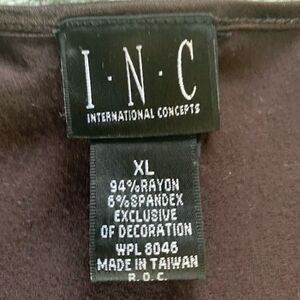 I·N·C
INTERNATIONAL CONCEPTS
XL
94%RAYON
6%SPANDEX
EXCLUSIVE
OF DECORATION
WPL 8046
MADE IN TAIWAN
R.O.C.